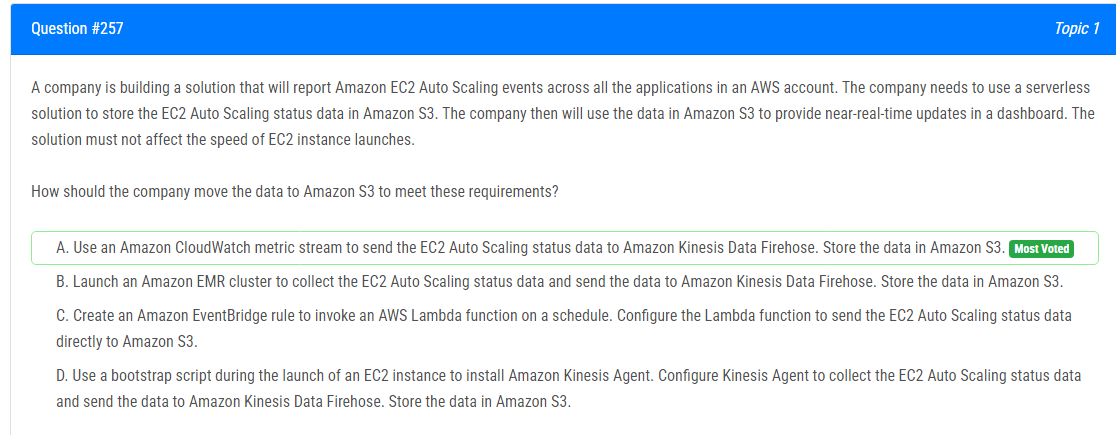 Question #257
Topic 1
A company is building a solution that will report Amazon EC2 Auto Scaling events across all the applications in an AWS account. The company needs to use a serverless
solution to store the EC2 Auto Scaling status data in Amazon S3. The company then will use the data in Amazon S3 to provide near-real-time updates in a dashboard. The
solution must not affect the speed of EC2 instance launches.
How should the company move the data to Amazon S3 to meet these requirements?
A. Use an Amazon CloudWatch metric stream to send the EC2 Auto Scaling status data to Amazon Kinesis Data Firehose. Store the data in Amazon S3. Most Voted
B. Launch an Amazon EMR cluster to collect the EC2 Auto Scaling status data and send the data to Amazon Kinesis Data Firehose. Store the data in Amazon S3.
C. Create an Amazon EventBridge rule to invoke an AWS Lambda function on a schedule. Configure the Lambda function to send the EC2 Auto Scaling status data
directly to Amazon S3.
D. Use a bootstrap script during the launch of an EC2 instance to install Amazon Kinesis Agent. Configure Kinesis Agent to collect the EC2 Auto Scaling status data
and send the data to Amazon Kinesis Data Firehose. Store the data in Amazon S3.